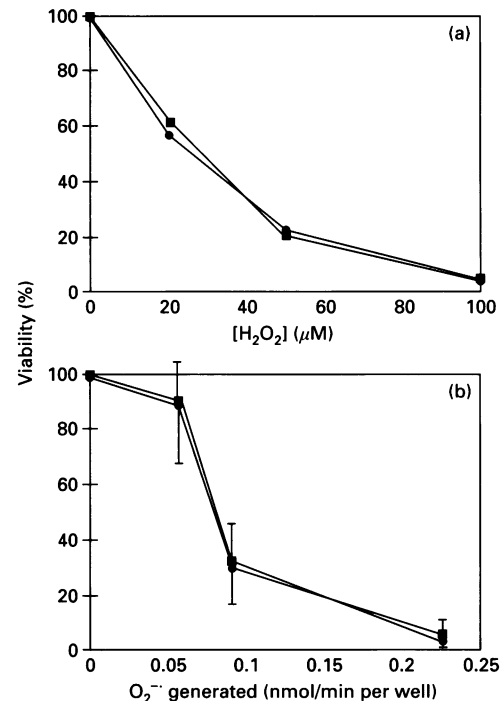 (a)
100
80
60
40
20
0
0 20 40 60 80 100
[H₂O₂] (μM)
Viability (%)
(b)
100
80
60
40
20
0
0 0.05 0.1 0.15 0.2 0.25
O₂⁻· generated (nmol/min per well)